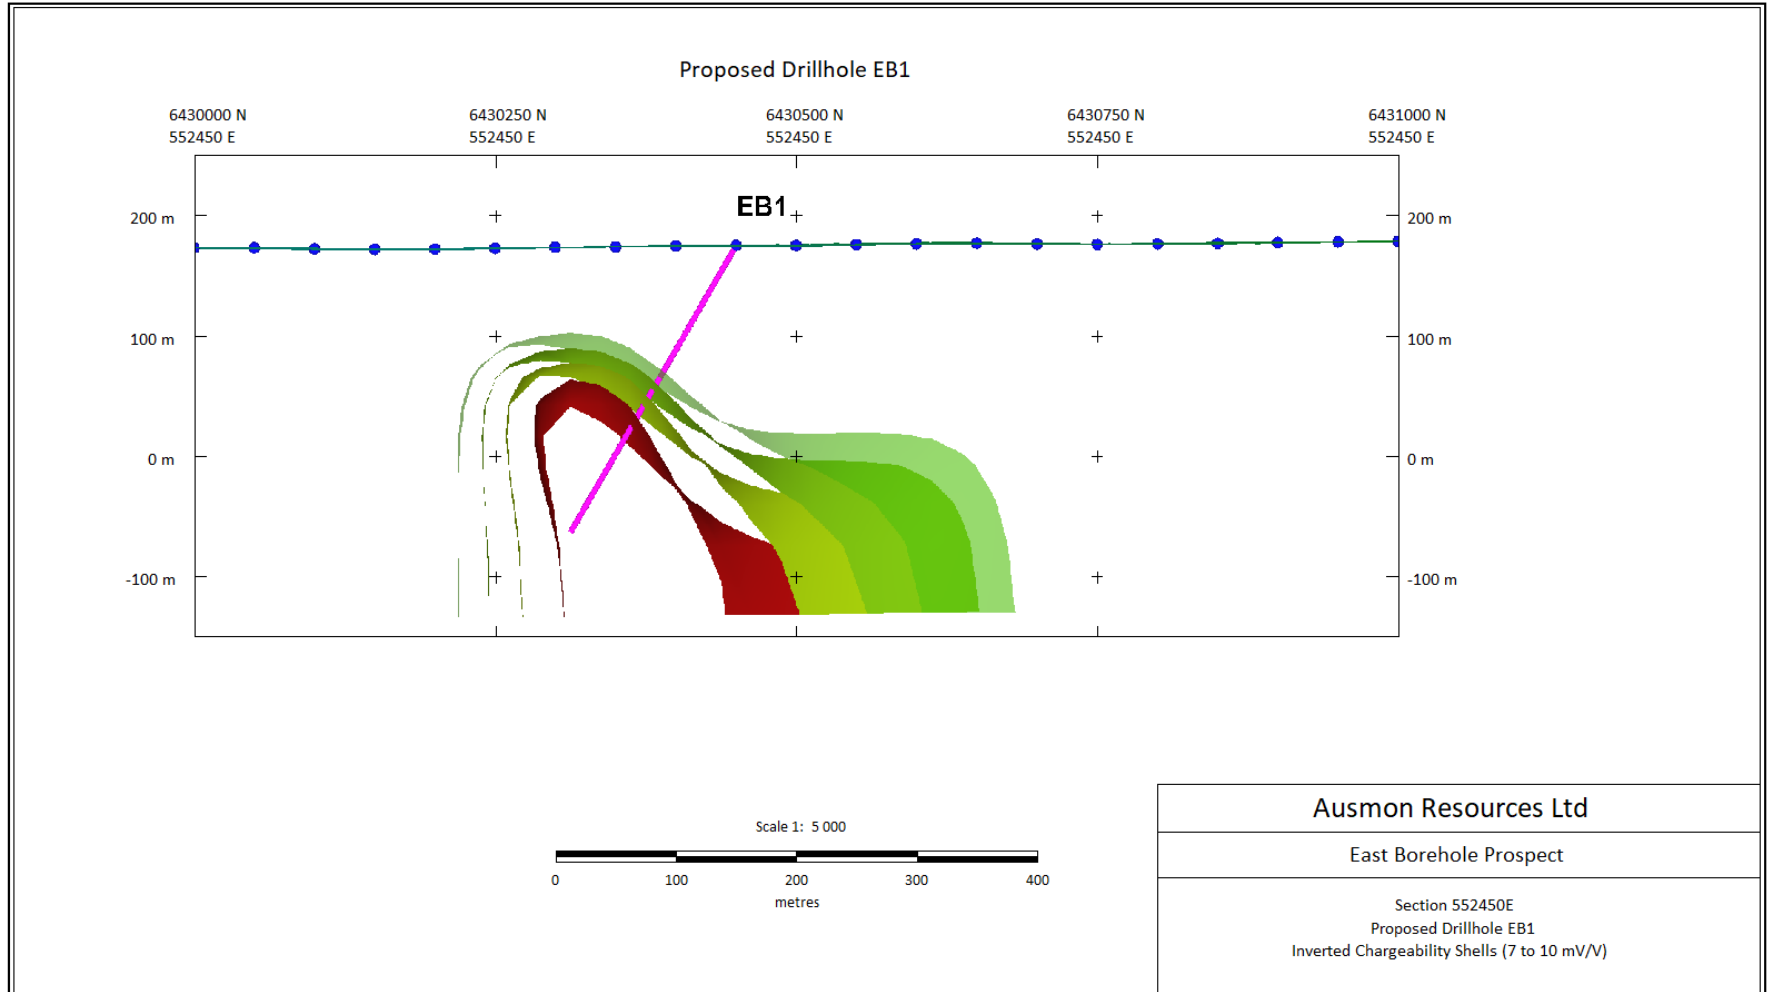 Proposed Drillhole EB1
6430000 N 6430250 N 6430500 N 6430750 N 6431000 N
552450 E 552450 E 552450 E 552450 E 552450 E
EB1
200 m 200 m
100 m 100 m
0 m 0 m
-100 m -100 m
Scale 1: 5 000
0 100 200 300 400
metres
Ausmon Resources Ltd
East Borehole Prospect
Section 552450E
Proposed Drillhole EB1
Inverted Chargeability Shells (7 to 10 mV/V)